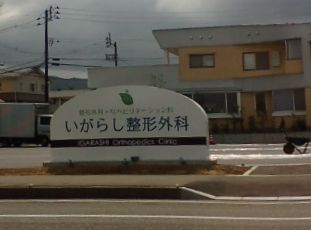 整形外科・リハビリテーション科
いがらし整形外科
IGARASHI Orthopedics Clinic